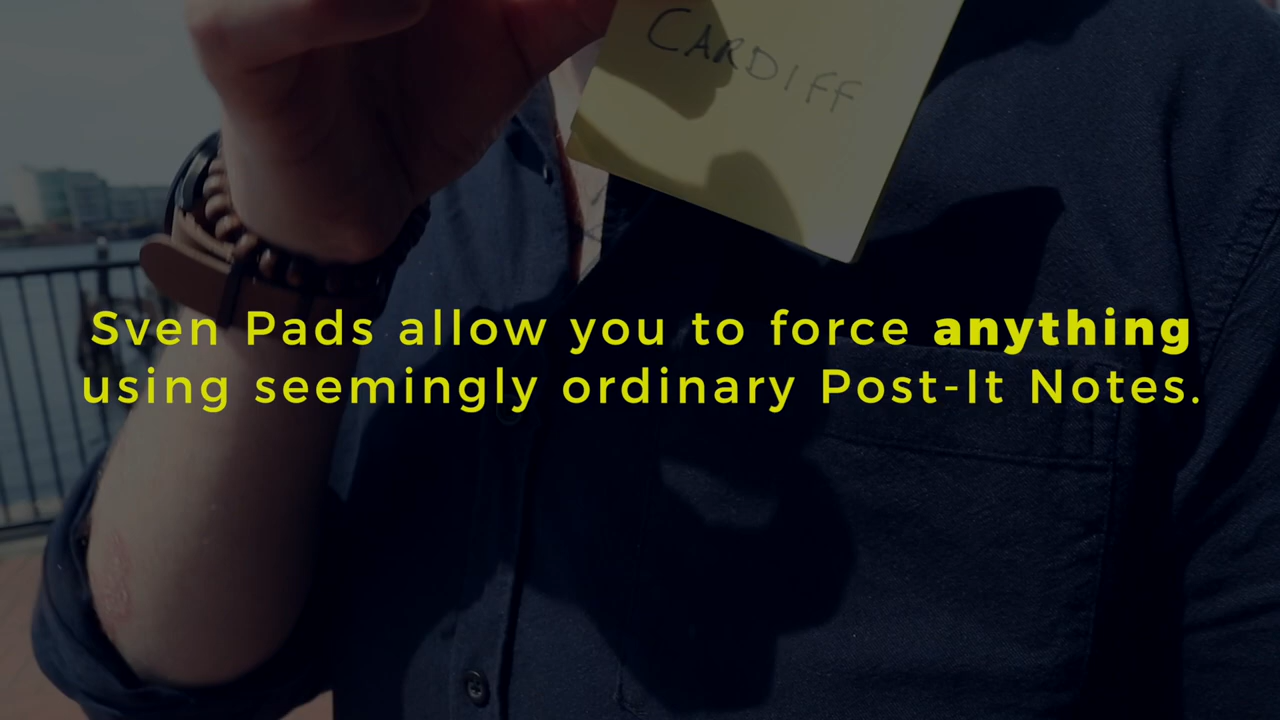 CARDIFF
Sven Pads allow you to force anything
using seemingly ordinary Post-It Notes.